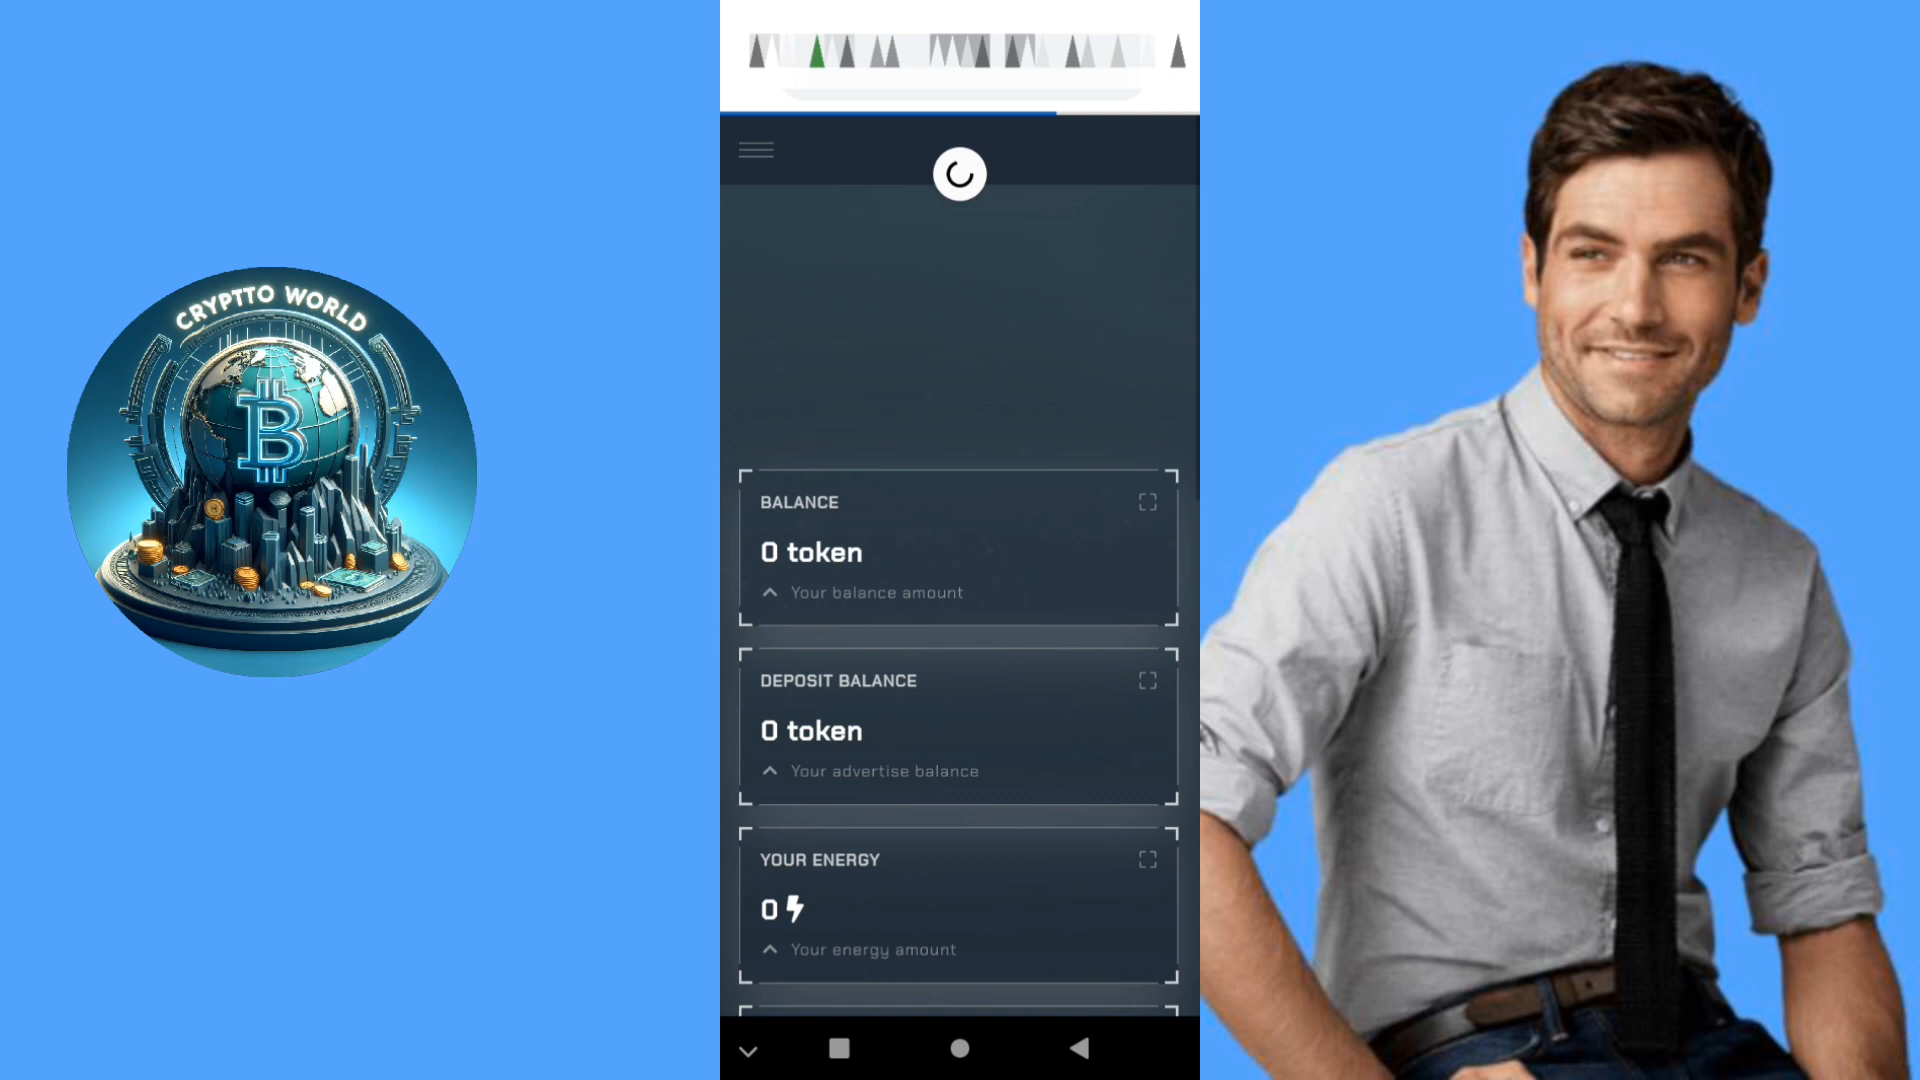 CRYPTTO WORLD
BALANCE
0 token
Your balance amount
DEPOSIT BALANCE
0 token
Your advertise balance
YOUR ENERGY
0
Your energy amount